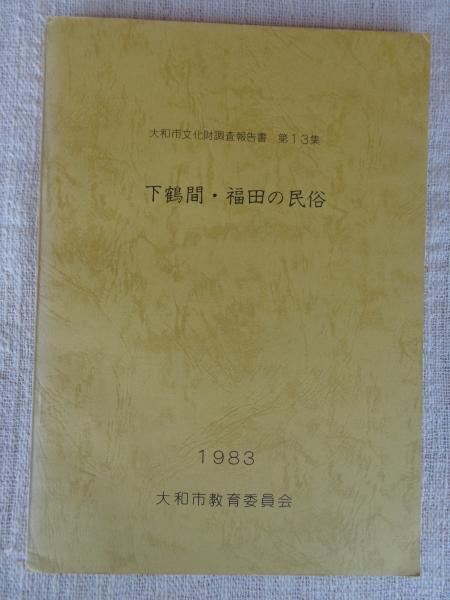 大和市文化財調査報告書　第13集
下鶴間・福田の民俗
1983
大和市教育委員会